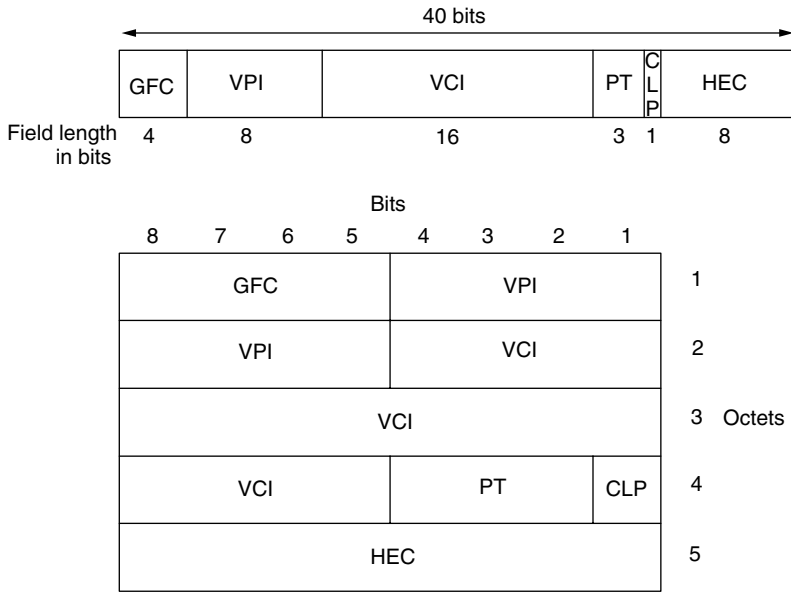 40 bits
GFC VPI VCI PT CLP HEC
Field length in bits 4 8 16 3 1 8
Bits
8 7 6 5 4 3 2 1
GFC VPI 1
VPI VCI 2
VCI 3 Octets
VCI PT CLP 4
HEC 5